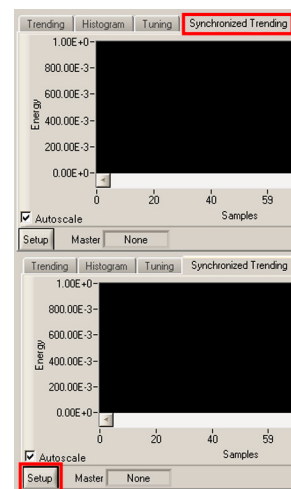 Trending Histogram Tuning Synchronized Trending
1.00E+0-
800.00E-3-
600.00E-3-
Energy
400.00E-3-
200.00E-3-
0.00E+0-
0 20 40 59
Autoscale Samples
Setup Master None
Trending Histogram Tuning Synchronized Trending
1.00E+0-
800.00E-3-
600.00E-3-
Energy
400.00E-3-
200.00E-3-
0.00E+0-
0 20 40 59
Autoscale Samples
Setup Master None